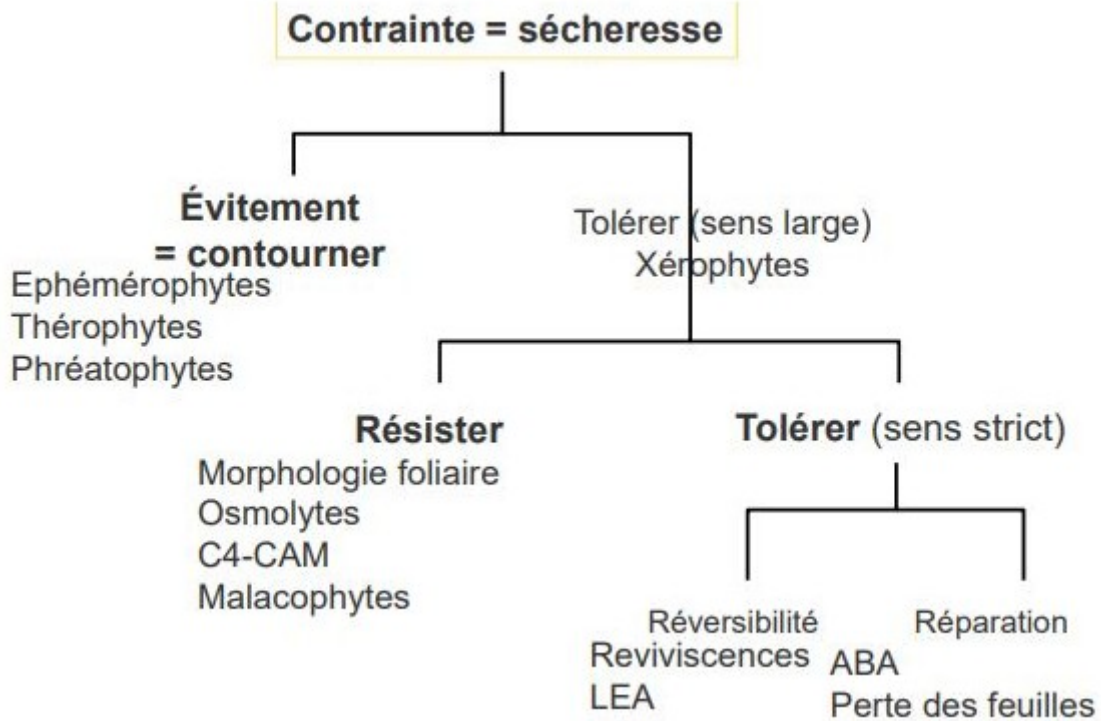 Contrainte = sécheresse
Évitement
= contourner
Ephémérophytes
Thérophytes
Phréatophytes
Tolérer (sens large)
Xérophytes
Résister
Morphologie foliaire
Osmolytes
C4-CAM
Malacophytes
Tolérer (sens strict)
Réversibilité
Reviviscences
LEA
Réparation
ABA
Perte des feuilles